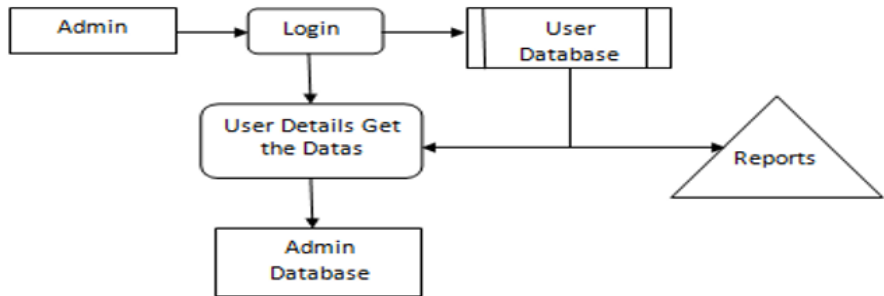 Admin
Login
User
Database
User Details Get
the Datas
Reports
Admin
Database